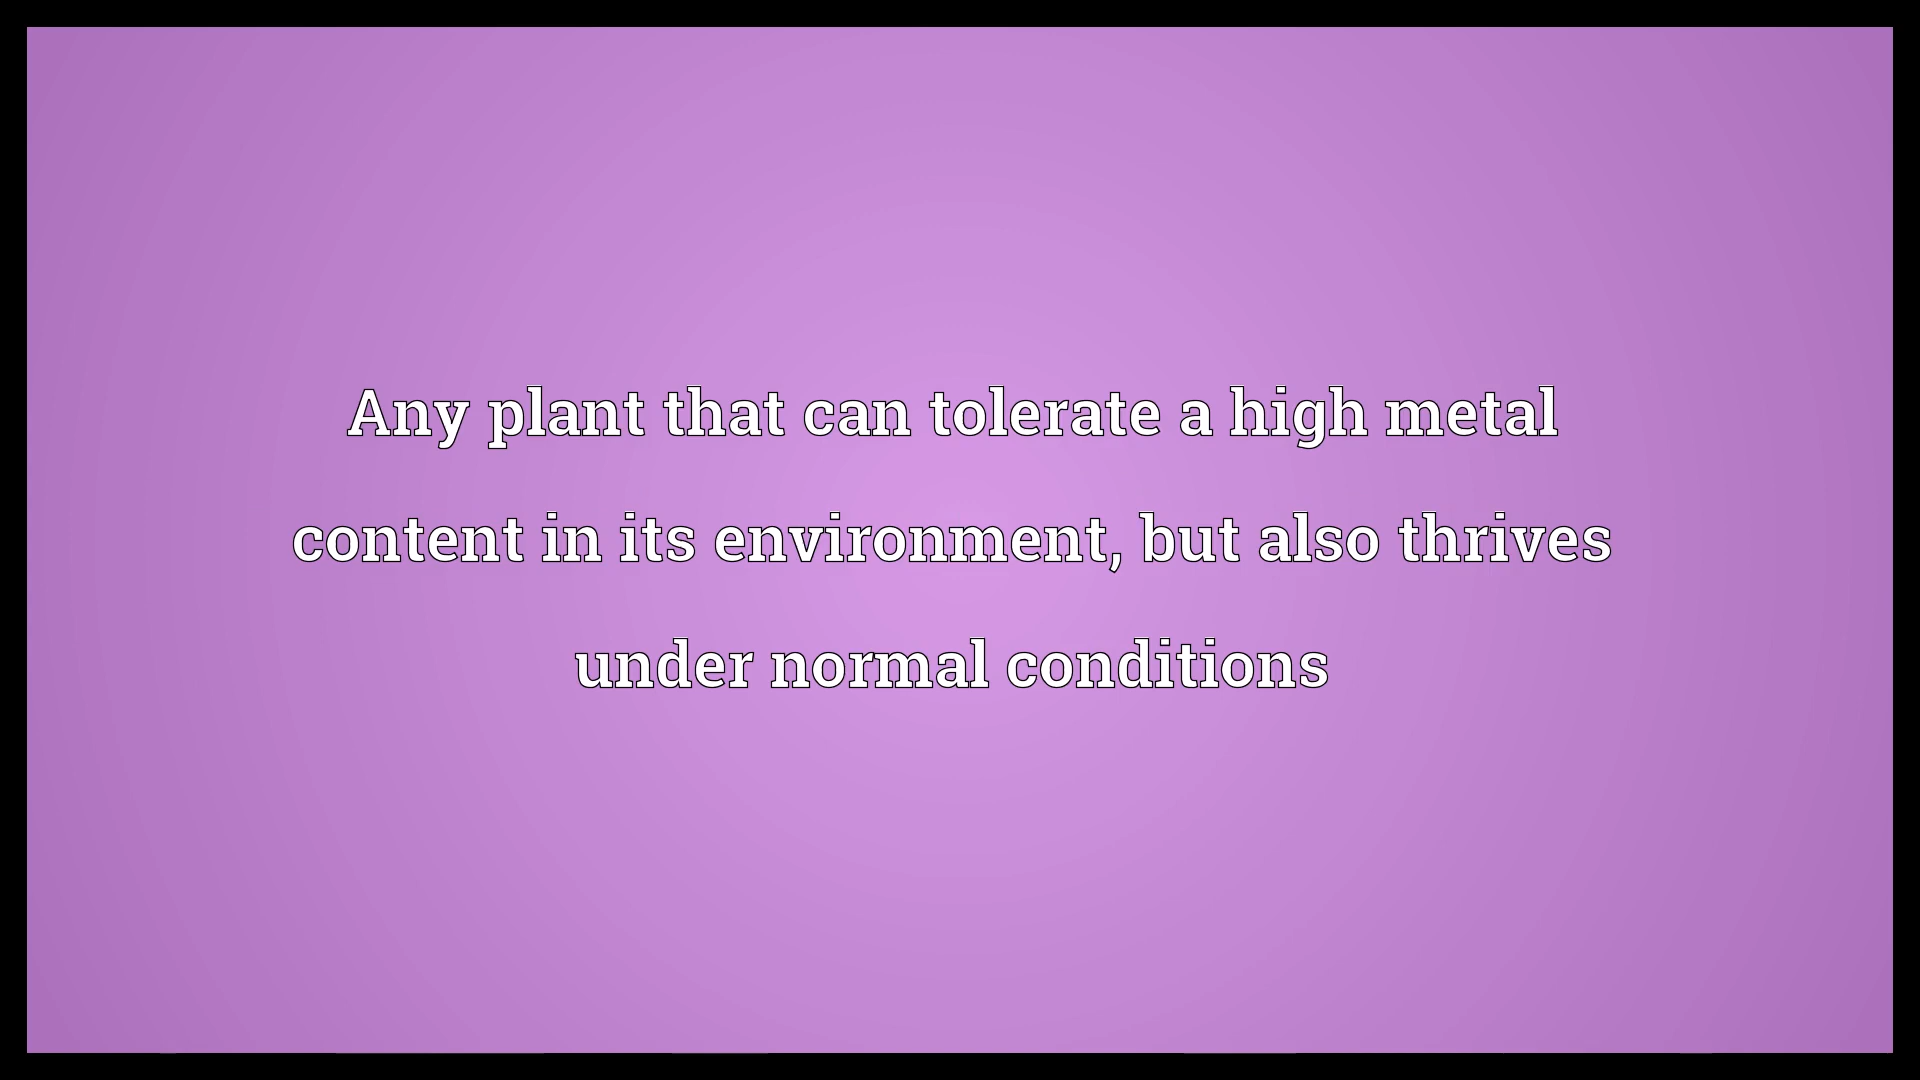 Any plant that can tolerate a high metal
content in its environment, but also thrives
under normal conditions